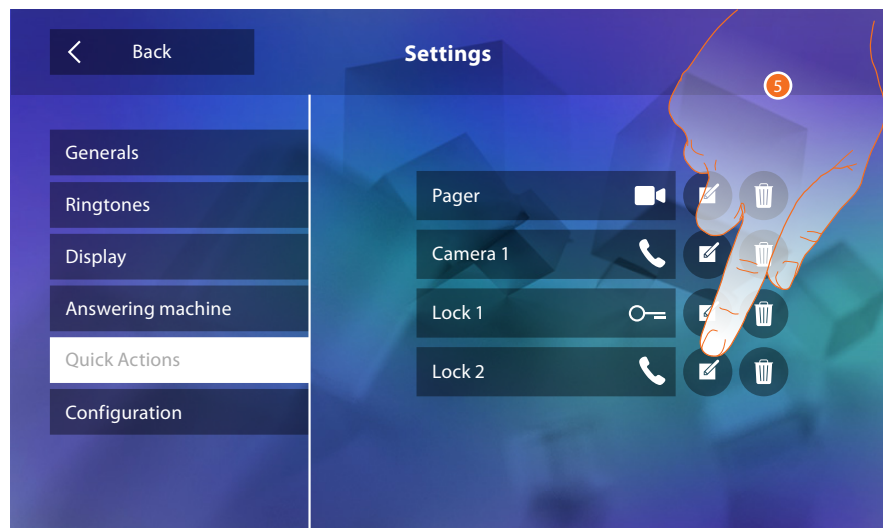 Back
Settings
5
Generals
Ringtones
Display
Answering machine
Quick Actions
Configuration
Pager
Camera 1
Lock 1
Lock 2